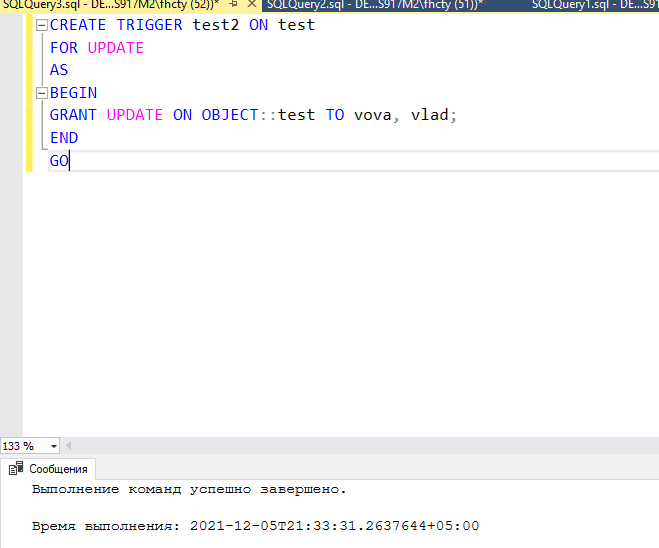 SQLQuery3.sql - DE...S917M2\fhcty (52))* SQLQuery2.sql - DE...S917M2\fhcty (51))* SQLQuery1.sql - DE...S91
CREATE TRIGGER test2 ON test
FOR UPDATE
AS
BEGIN
GRANT UPDATE ON OBJECT::test TO vova, vlad;
END
GO
133 %
Сообщения
Выполнение команд успешно завершено.
Время выполнения: 2021-12-05T21:33:31.2637644+05:00